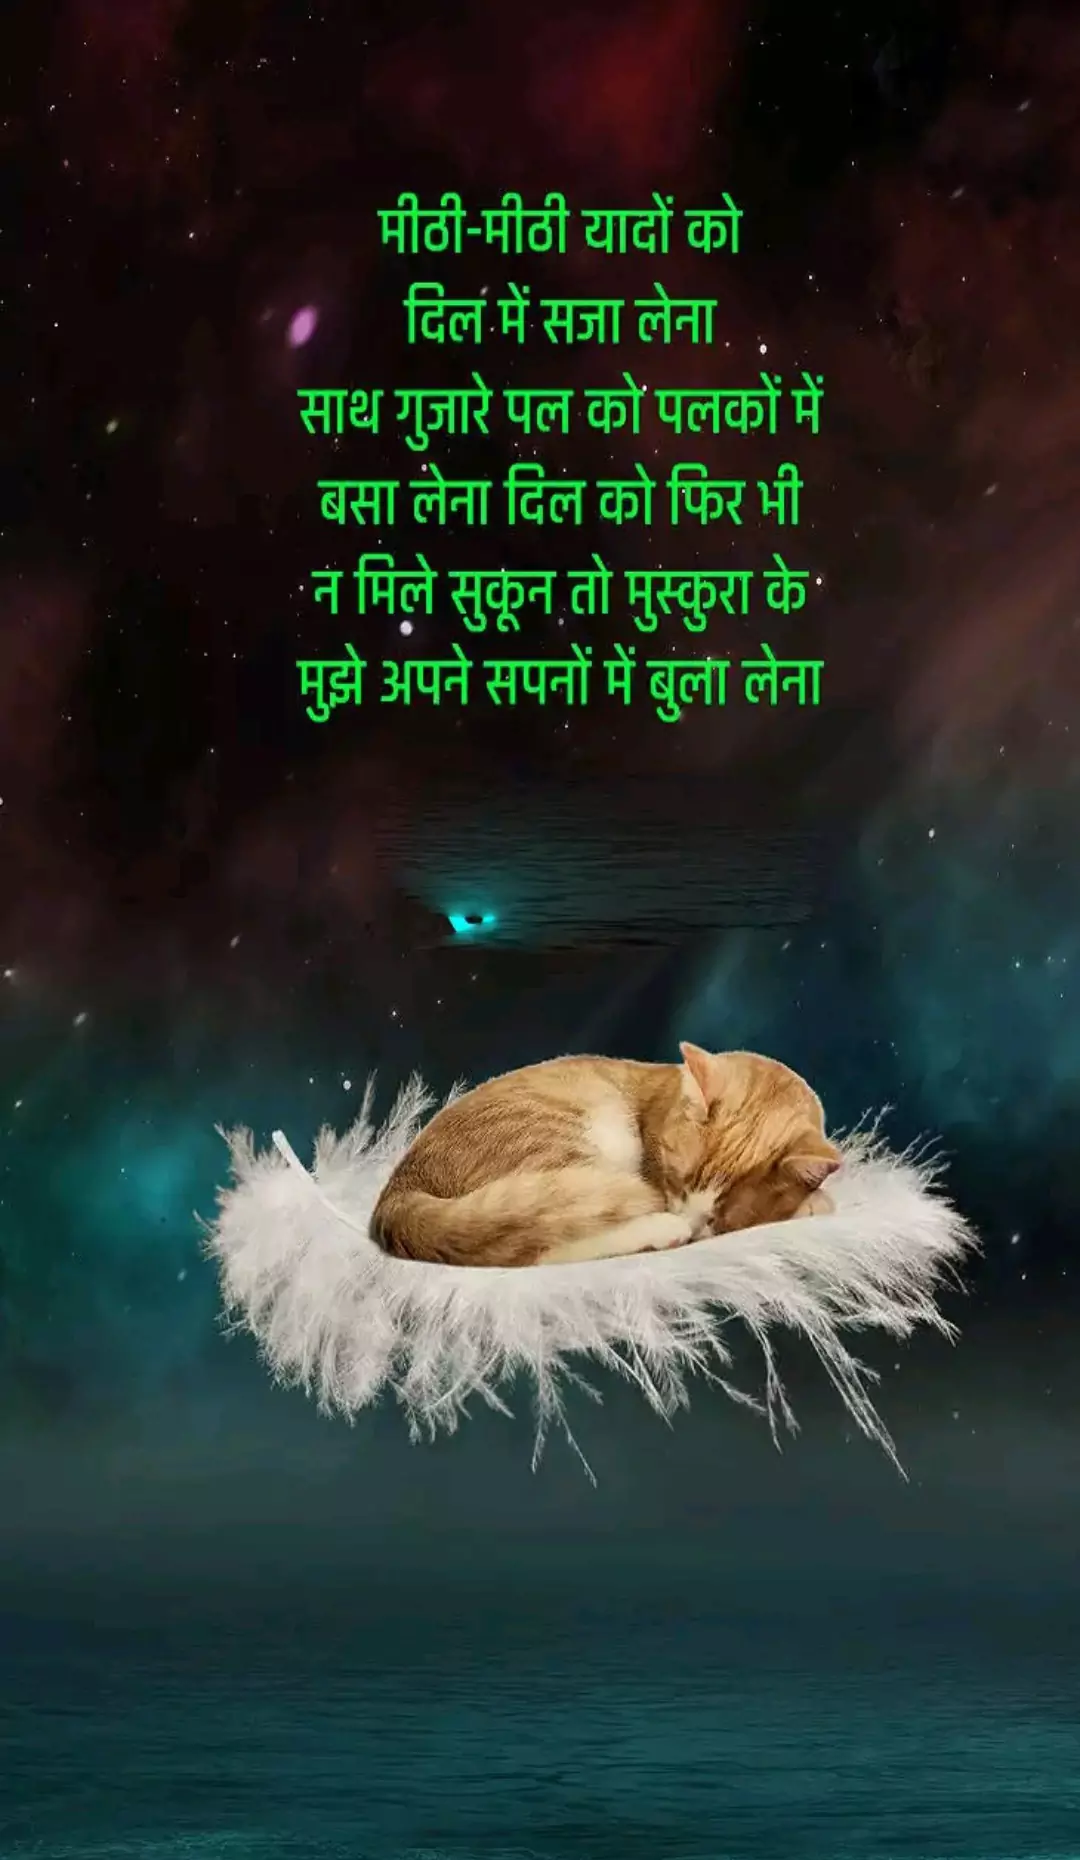 मीठी-मीठी यादों को
दिल में सजा लेना
साथ गुजारे पल को पलकों में
बसा लेना दिल को फिर भी
न मिले सुकून तो मुस्कुरा के
मुझे अपने सपनों में बुला लेना